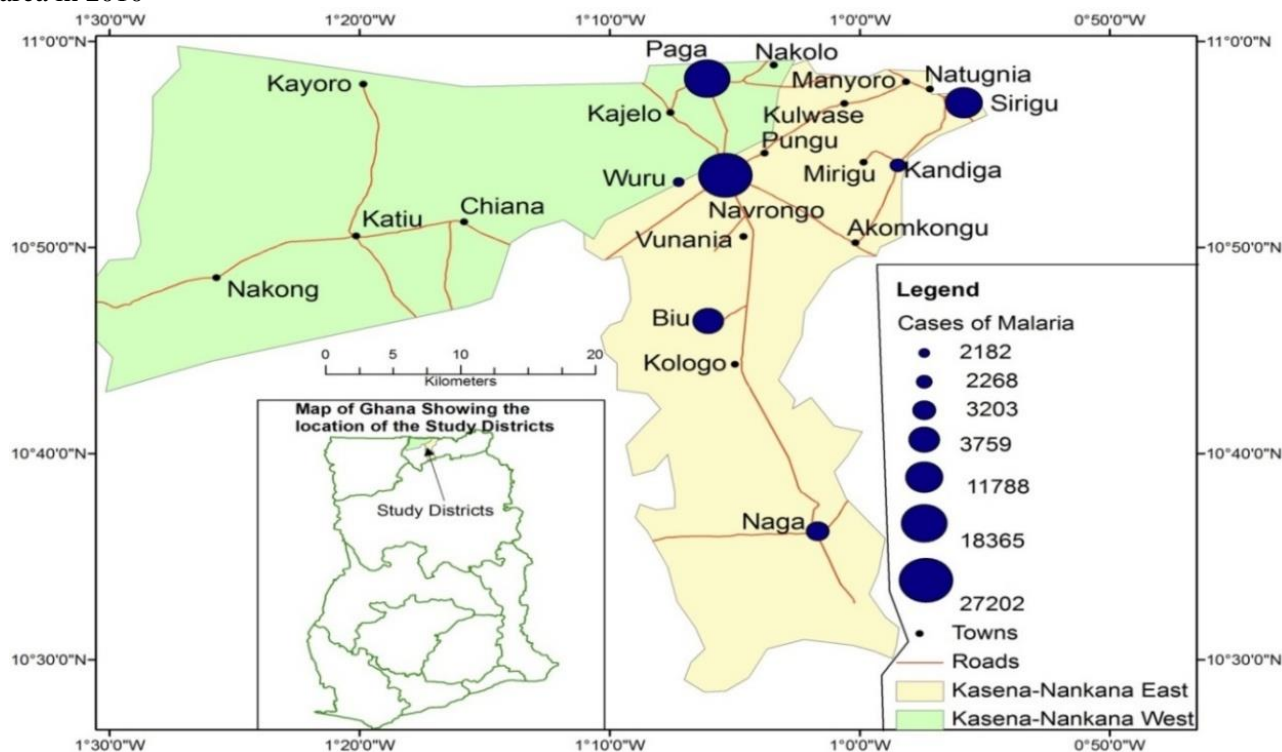 area in 2010
1°30'0"W 1°20'0"W 1°10'0"W 1°0'0"W 0°50'0"W
11°0'0"N 11°0'0"N
Paga Nakolo
Kayoro Manyoro Natugnia
Kajelo Kulwase Sirigu
Pungu
Wuru Mirigu Kandiga
Navrongo
Katiu Chiana Vunania Akomkongu
10°50'0"N 10°50'0"N
Nakong
Biu
Kologo
0 5 10 20
Kilometers
Map of Ghana Showing the
location of the Study Districts
Study Districts
10°40'0"N 10°40'0"N
Naga
10°30'0"N 10°30'0"N
Legend
Cases of Malaria
2182
2268
3203
3759
11788
18365
27202
Towns
Roads
Kasena-Nankana East
Kasena-Nankana West
1°30'0"W 1°20'0"W 1°10'0"W 1°0'0"W 0°50'0"W